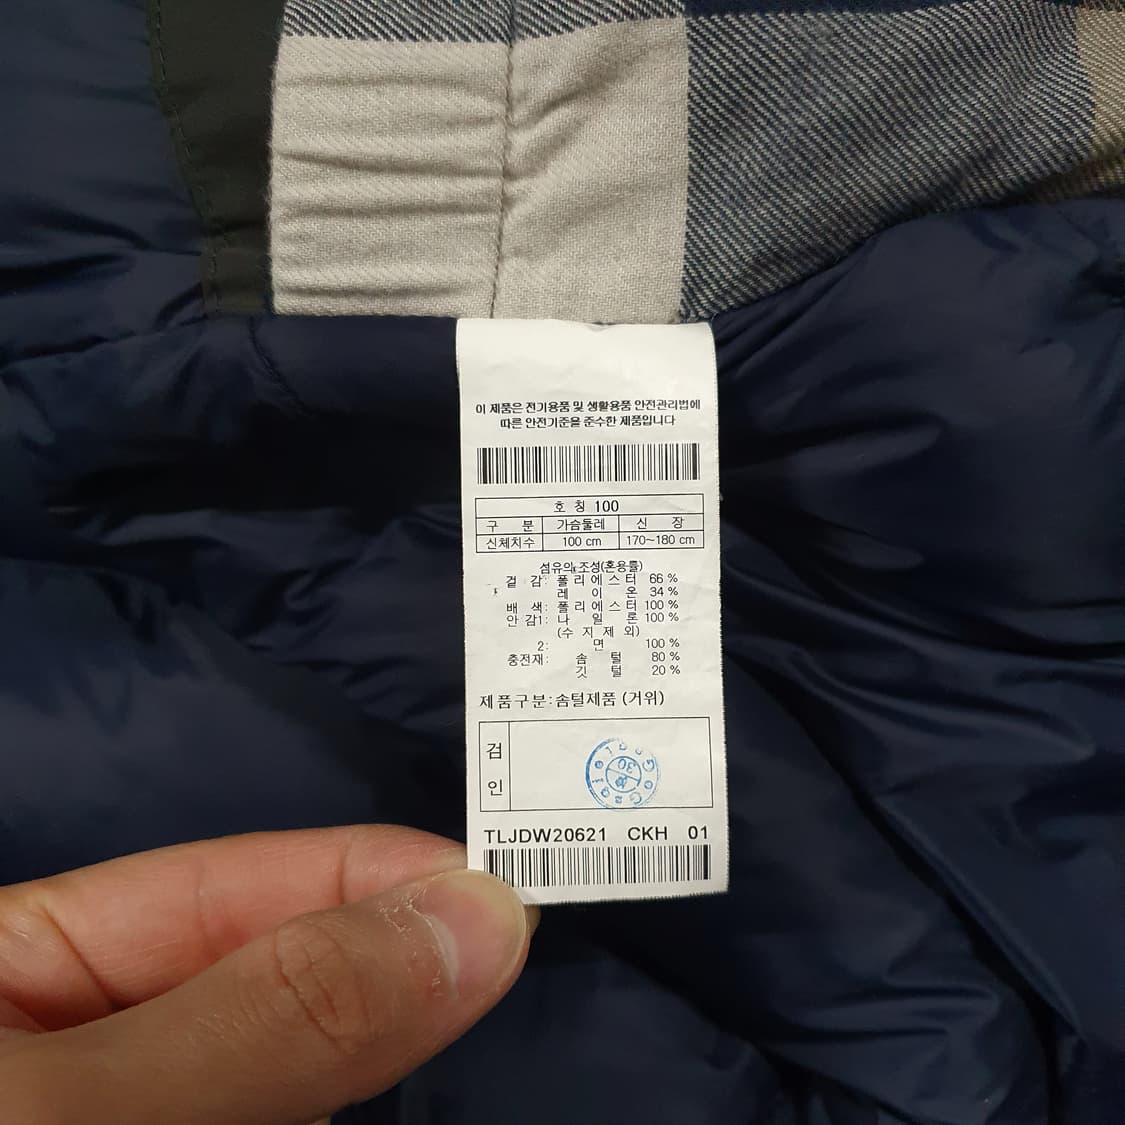 이 제품은 전기용품 및 생활용품 안전관리법에
따른 안전기준을 준수한 제품입니다
호 칭 100
구 분 가슴둘레 신 장
신체치수 100 cm 170~180 cm
섬유의 조성(혼용률)
겉 감: 폴 리 에 스 터 66 %
레 이 온 34 %
배 색: 폴 리 에 스 터 100 %
안 감1: 나 일 론 100 %
(수 지 제 외)
2: 면 100 %
충전재: 솜 털 80 %
깃 털 20 %
제품구분:솜털제품 (거위)
검
인
TLJDW20621 CKH 01